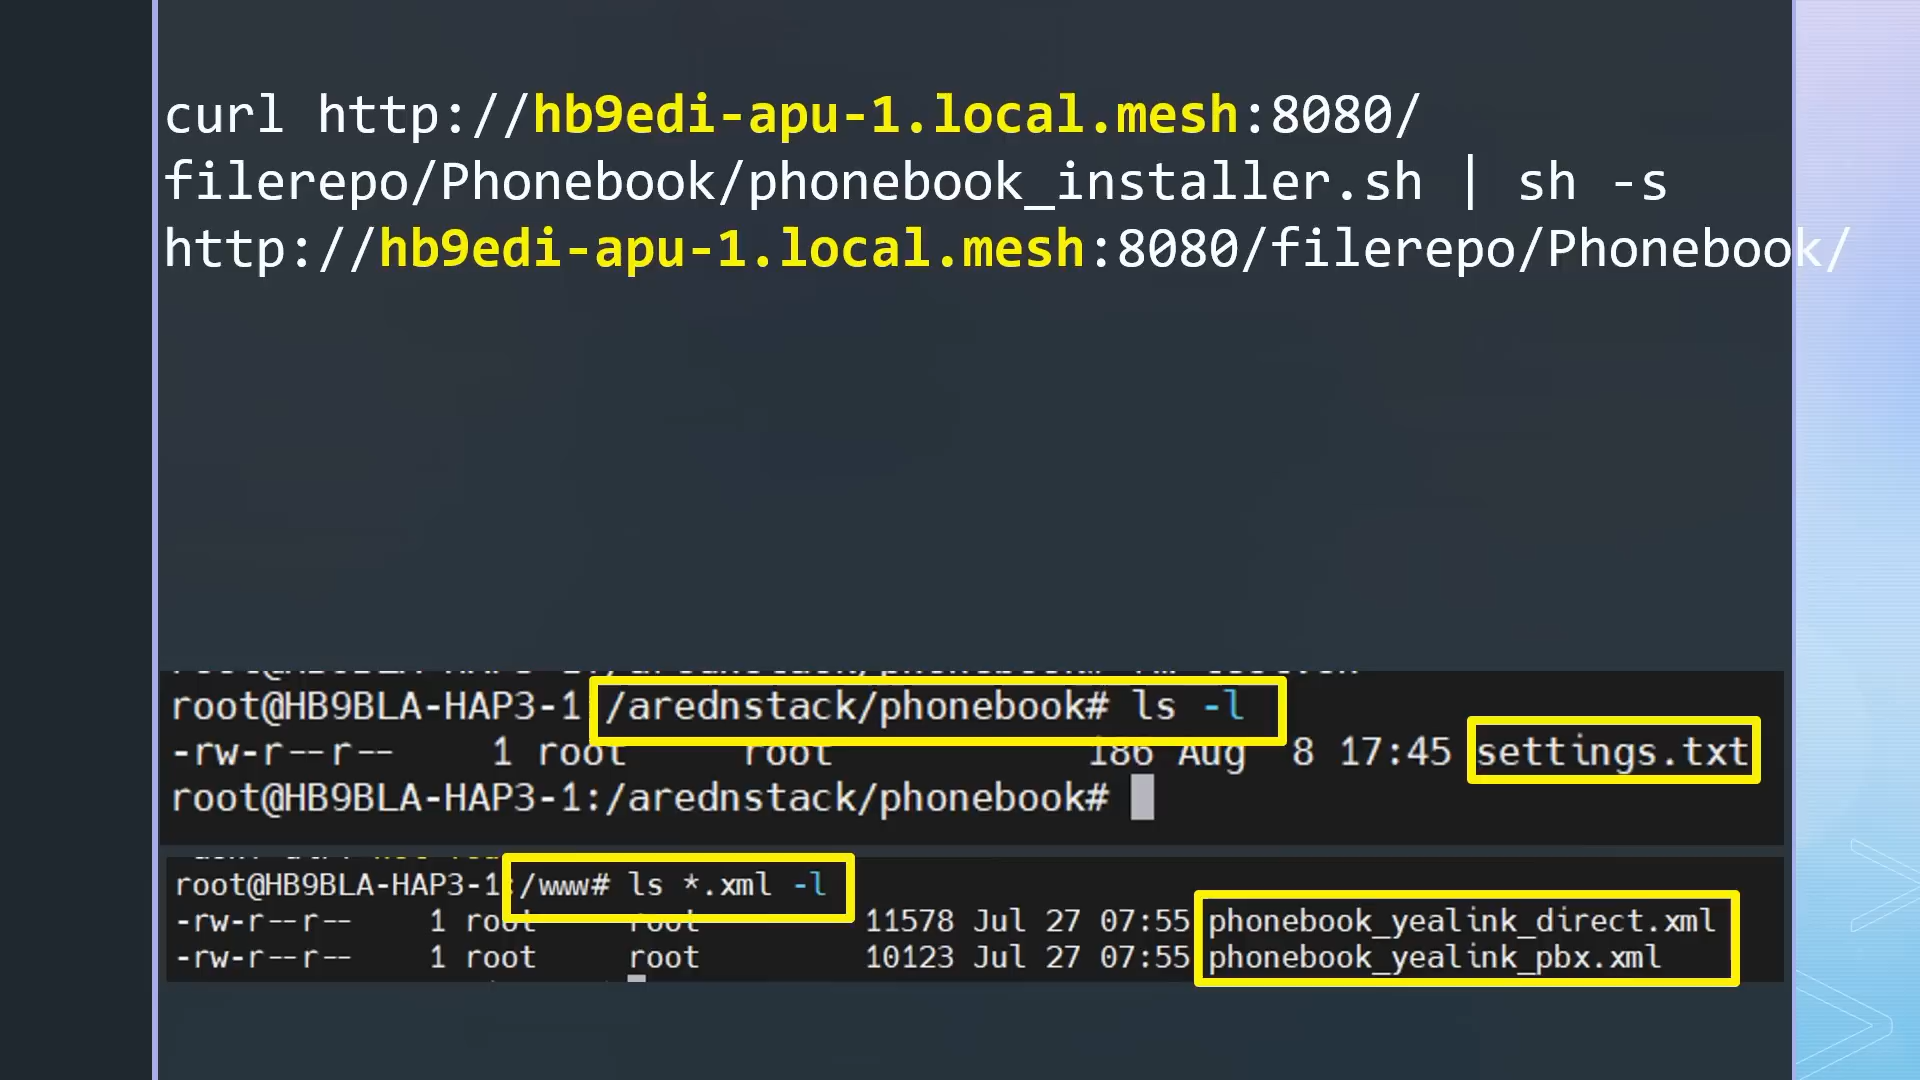 curl http://hb9edi-apu-1.local.mesh:8080/
filerepo/Phonebook/phonebook_installer.sh | sh -s
http://hb9edi-apu-1.local.mesh:8080/filerepo/Phonebook/
root@HB9BLA-HAP3-1:/arednstack/phonebook# ls -l
-rw-r--r-- 1 root root 186 Aug 8 17:45 settings.txt
root@HB9BLA-HAP3-1:/arednstack/phonebook#
root@HB9BLA-HAP3-1:/www# ls *.xml -l
-rw-r--r-- 1 root root 11578 Jul 27 07:55 phonebook_yealink_direct.xml
-rw-r--r-- 1 root root 10123 Jul 27 07:55 phonebook_yealink_pbx.xml